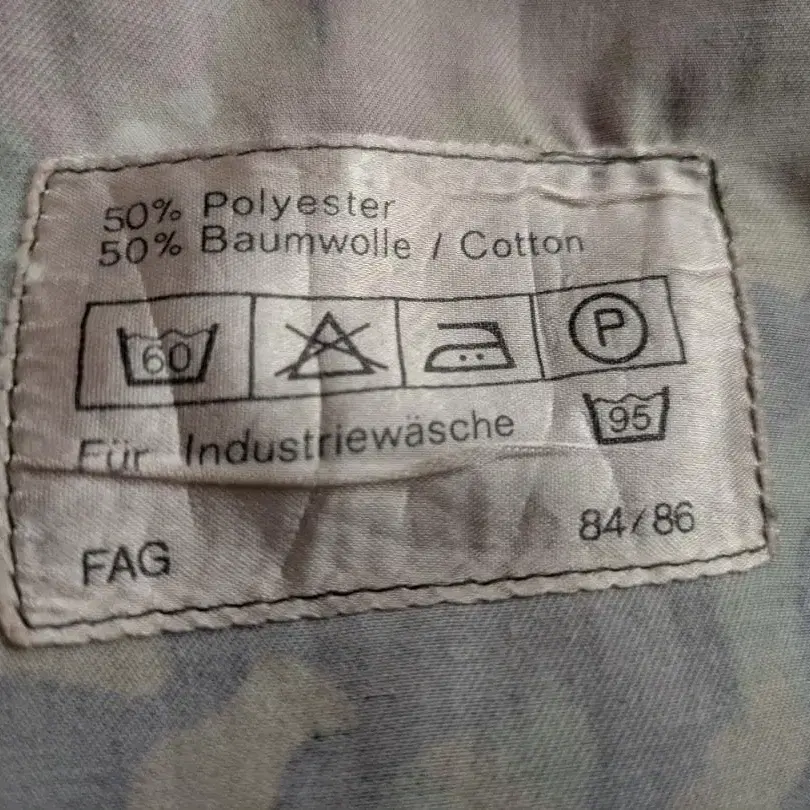 50% Polyester
50% Baumwolle / Cotton
60 P
Für Industriewäsche 95
84/86
FAG